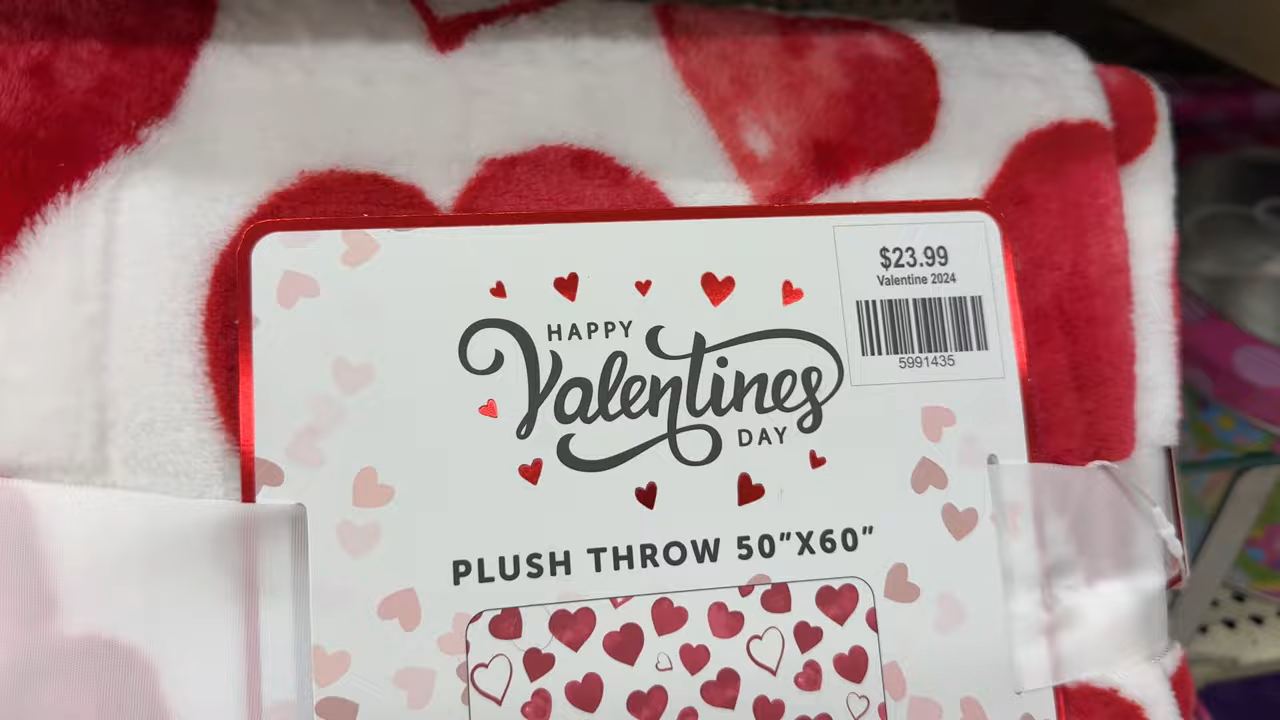 $23.99
Valentine 2024
5991435
HAPPY
Valentines
DAY
PLUSH THROW 50"X60"